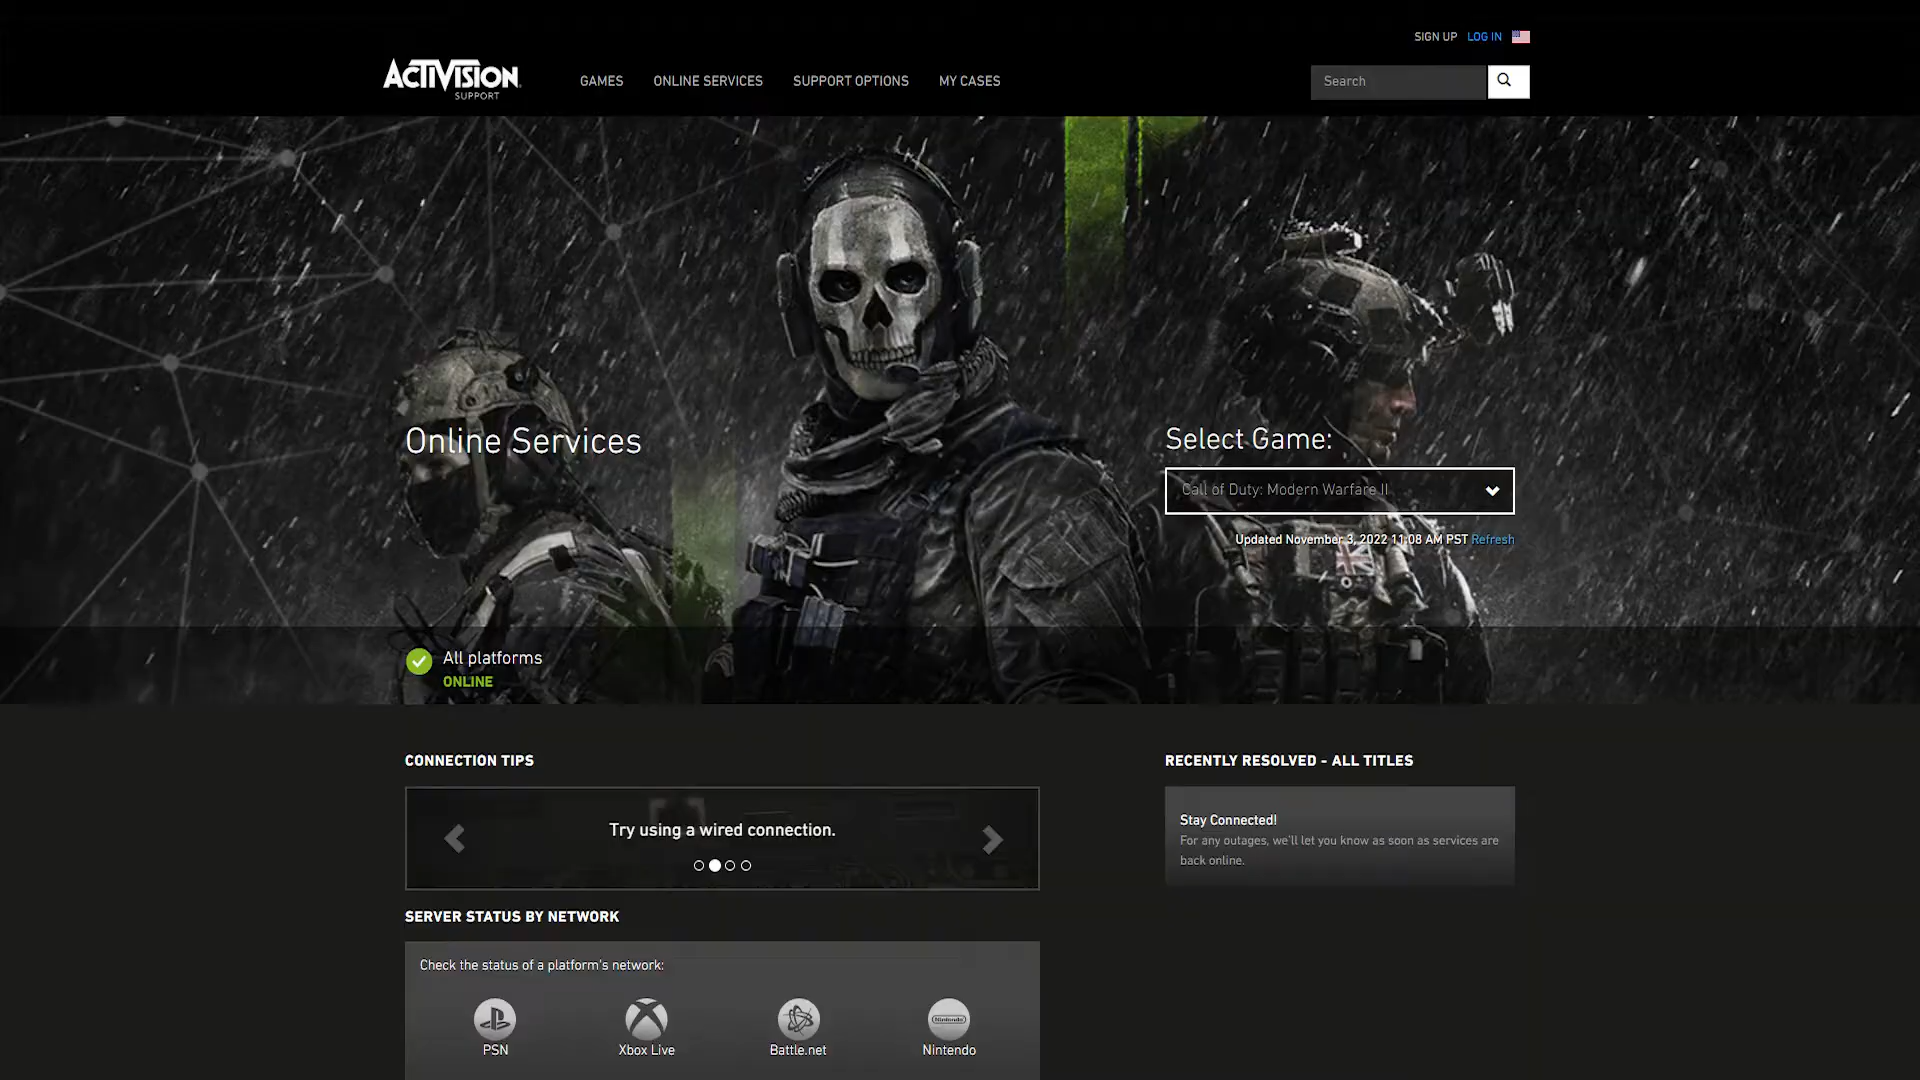 SIGN UP LOG IN
ACTIVISION
SUPPORT
GAMES ONLINE SERVICES SUPPORT OPTIONS MY CASES
Search
Online Services
Select Game:
Call of Duty: Modern Warfare II
Updated November 3, 2022 11:08 AM PST Refresh
All platforms
ONLINE
CONNECTION TIPS
Try using a wired connection.
RECENTLY RESOLVED - ALL TITLES
Stay Connected!
For any outages, we'll let you know as soon as services are
back online.
SERVER STATUS BY NETWORK
Check the status of a platform's network:
Nintendo
PSN Xbox Live Battle.net Nintendo